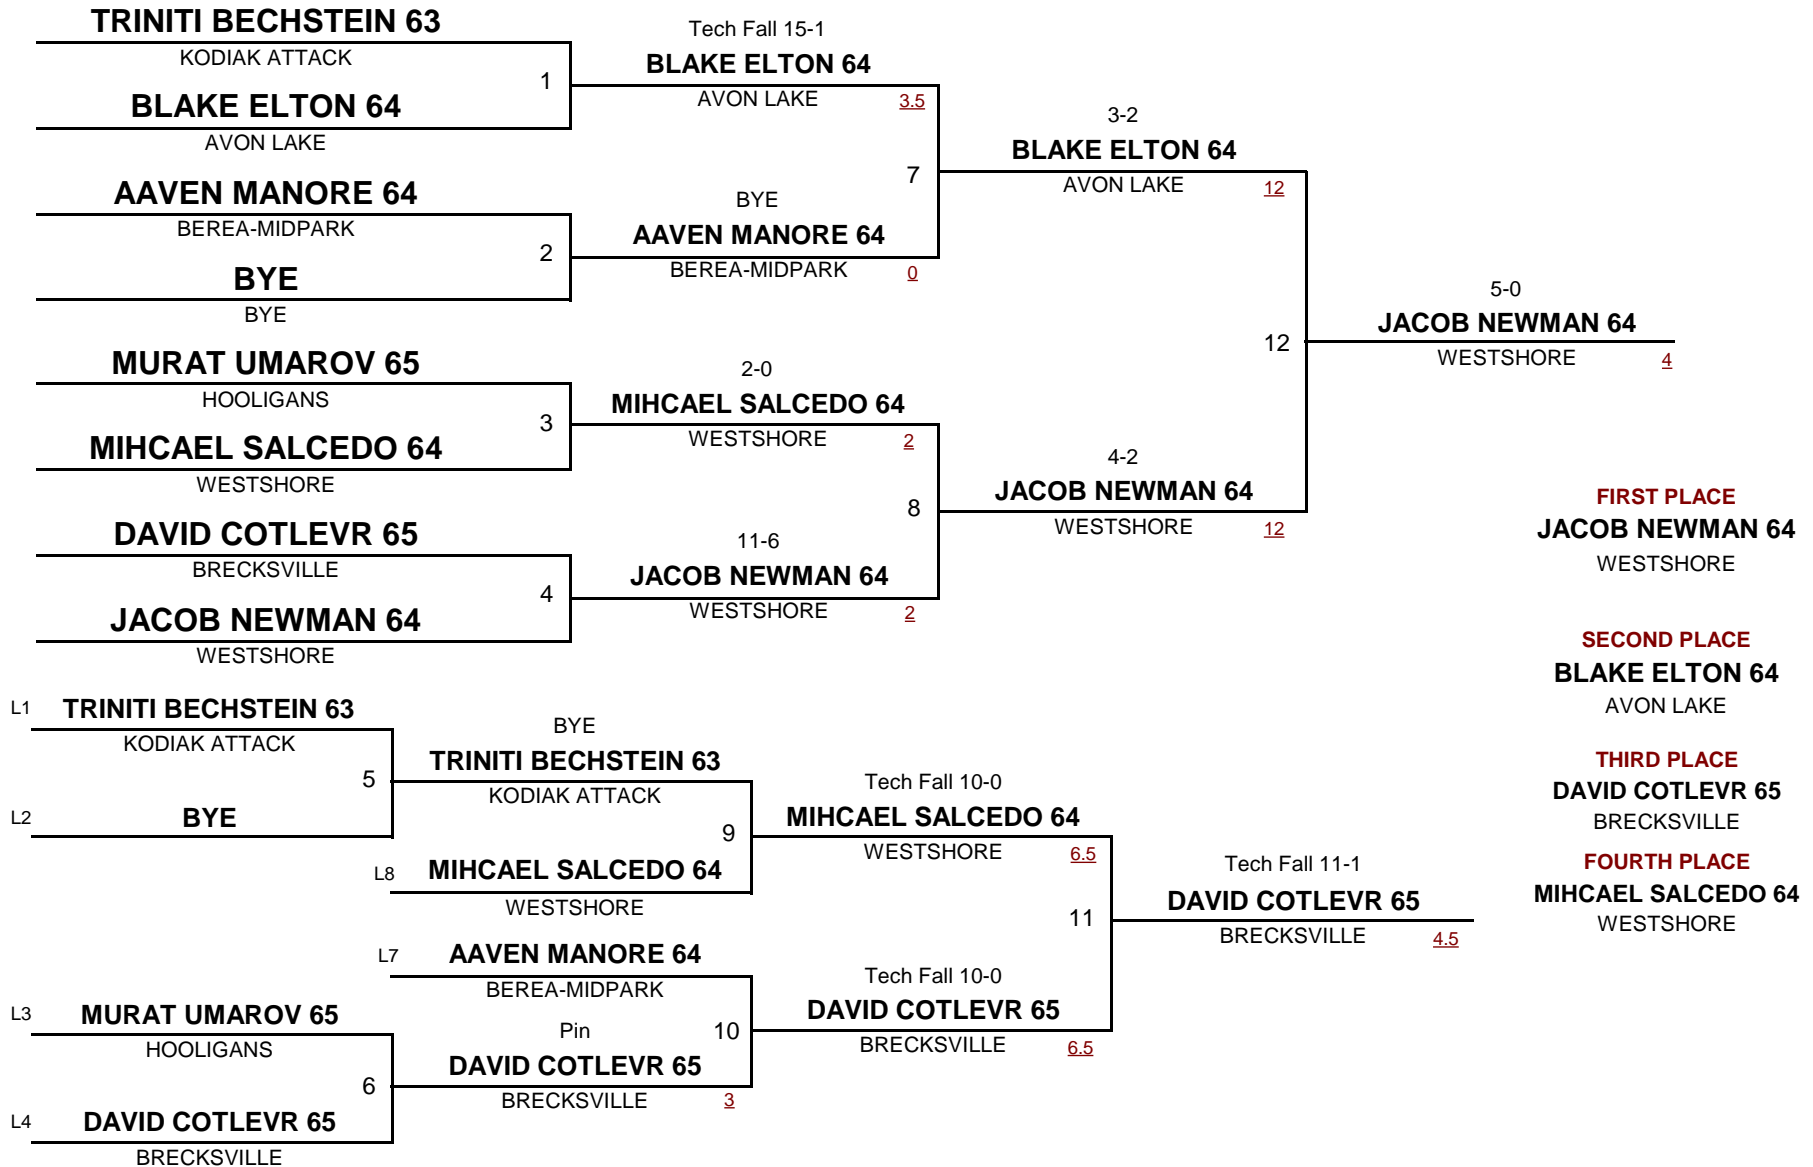 TRINITI BECHSTEIN 63
KODIAK ATTACK
1
BLAKE ELTON 64
AVON LAKE
AAVEN MANORE 64
BEREA-MIDPARK
2
BYE
BYE
MURAT UMAROV 65
HOOLIGANS
3
MIHCAEL SALCEDO 64
WESTSHORE
DAVID COTLEVR 65
BRECKSVILLE
4
JACOB NEWMAN 64
WESTSHORE
Tech Fall 15-1
BLAKE ELTON 64
AVON LAKE 3.5
7
BYE
AAVEN MANORE 64
BEREA-MIDPARK 0
2-0
MIHCAEL SALCEDO 64
WESTSHORE 2
8
11-6
JACOB NEWMAN 64
WESTSHORE 2
3-2
BLAKE ELTON 64
AVON LAKE 12
12
4-2
JACOB NEWMAN 64
WESTSHORE 12
5-0
JACOB NEWMAN 64
WESTSHORE 4
FIRST PLACE
JACOB NEWMAN 64
WESTSHORE
SECOND PLACE
BLAKE ELTON 64
AVON LAKE
THIRD PLACE
DAVID COTLEVR 65
BRECKSVILLE
FOURTH PLACE
MIHCAEL SALCEDO 64
WESTSHORE
L1 TRINITI BECHSTEIN 63
KODIAK ATTACK
5
L2 BYE
L3 MURAT UMAROV 65
HOOLIGANS
6
L4 DAVID COTLEVR 65
BRECKSVILLE
BYE
TRINITI BECHSTEIN 63
KODIAK ATTACK
9
L8 MIHCAEL SALCEDO 64
WESTSHORE
L7 AAVEN MANORE 64
BEREA-MIDPARK
10
Pin
DAVID COTLEVR 65
BRECKSVILLE 3
Tech Fall 10-0
MIHCAEL SALCEDO 64
WESTSHORE 6.5
11
Tech Fall 10-0
DAVID COTLEVR 65
BRECKSVILLE 6.5
Tech Fall 11-1
DAVID COTLEVR 65
BRECKSVILLE 4.5